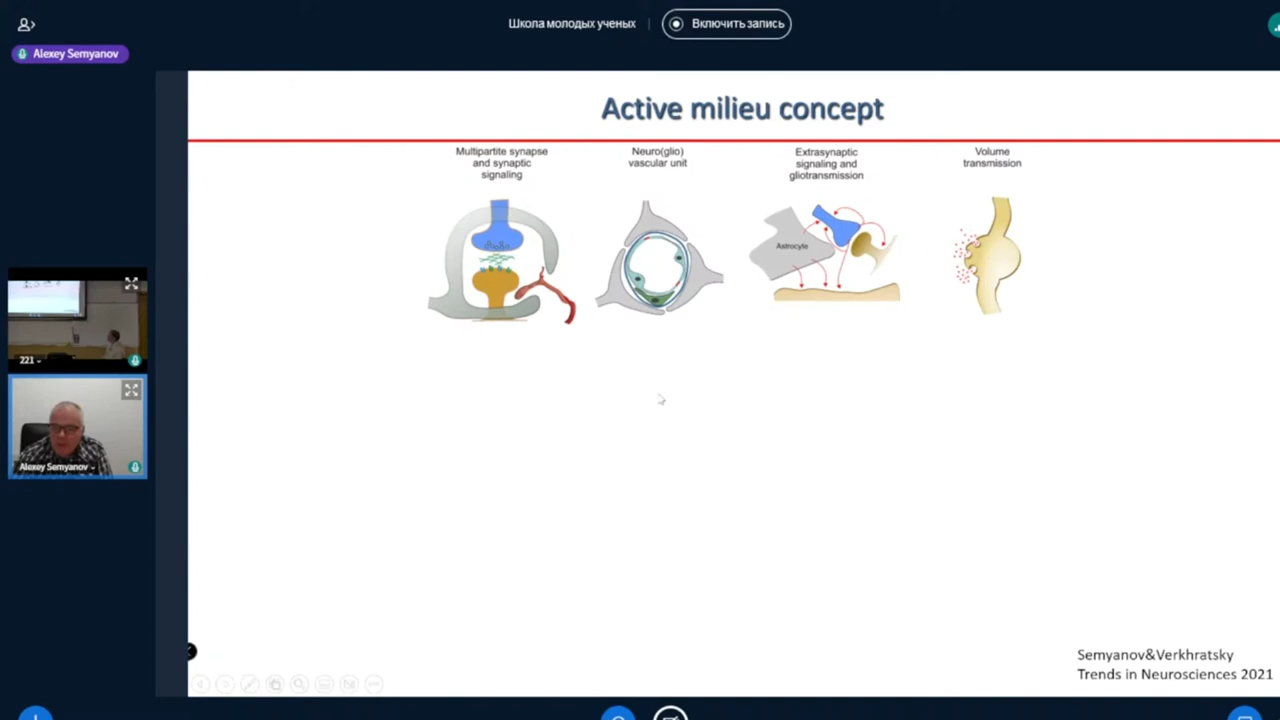 Школа молодых ученых
Включить запись
Alexey Semyanov
Active milieu concept
Multipartite synapse
and synaptic
signaling
Neuro(glio)
vascular unit
Extrasynaptic
signaling and
gliotransmission
Volume
transmission
Astrocyte
221
Alexey Semyanov
Semyanov&Verkhratsky
Trends in Neurosciences 2021